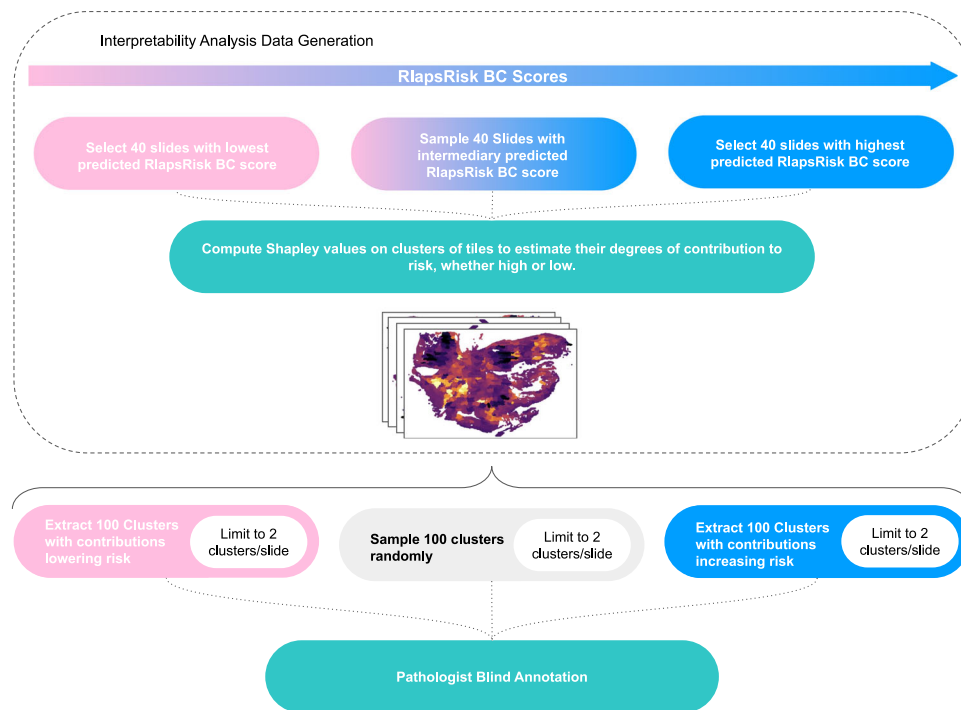 Interpretability Analysis Data Generation
RlapsRisk BC Scores
Select 40 slides with lowest
predicted RlapsRisk BC score
Sample 40 Slides with
intermediary predicted
RlapsRisk BC score
Select 40 slides with highest
predicted RlapsRisk BC score
Compute Shapley values on clusters of tiles to estimate their degrees of contribution to
risk, whether high or low.
Extract 100 Clusters
with contributions
lowering risk
Limit to 2
clusters/slide
Sample 100 clusters
randomly
Limit to 2
clusters/slide
Extract 100 Clusters
with contributions
increasing risk
Limit to 2
clusters/slide
Pathologist Blind Annotation